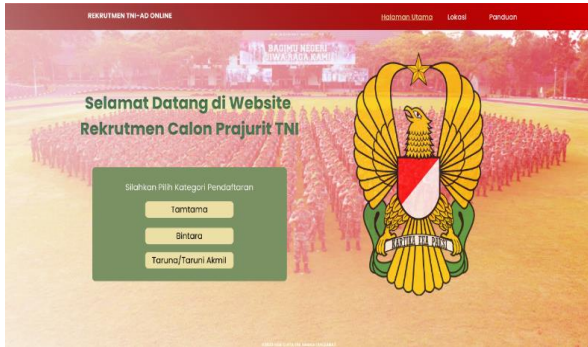 REKRUTMEN TNI-AD ONLINE
Halaman Utama Lokasi Panduan
BAGIMU NEGERI
JIWA RAGA KAMI
Selamat Datang di Website
Rekrutmen Calon Prajurit TNI
Silahkan Pilih Kategori Pendaftaran
Tamtama
Bintara
Taruna/Taruni Akmil
KARTIKA EKA PAKSI